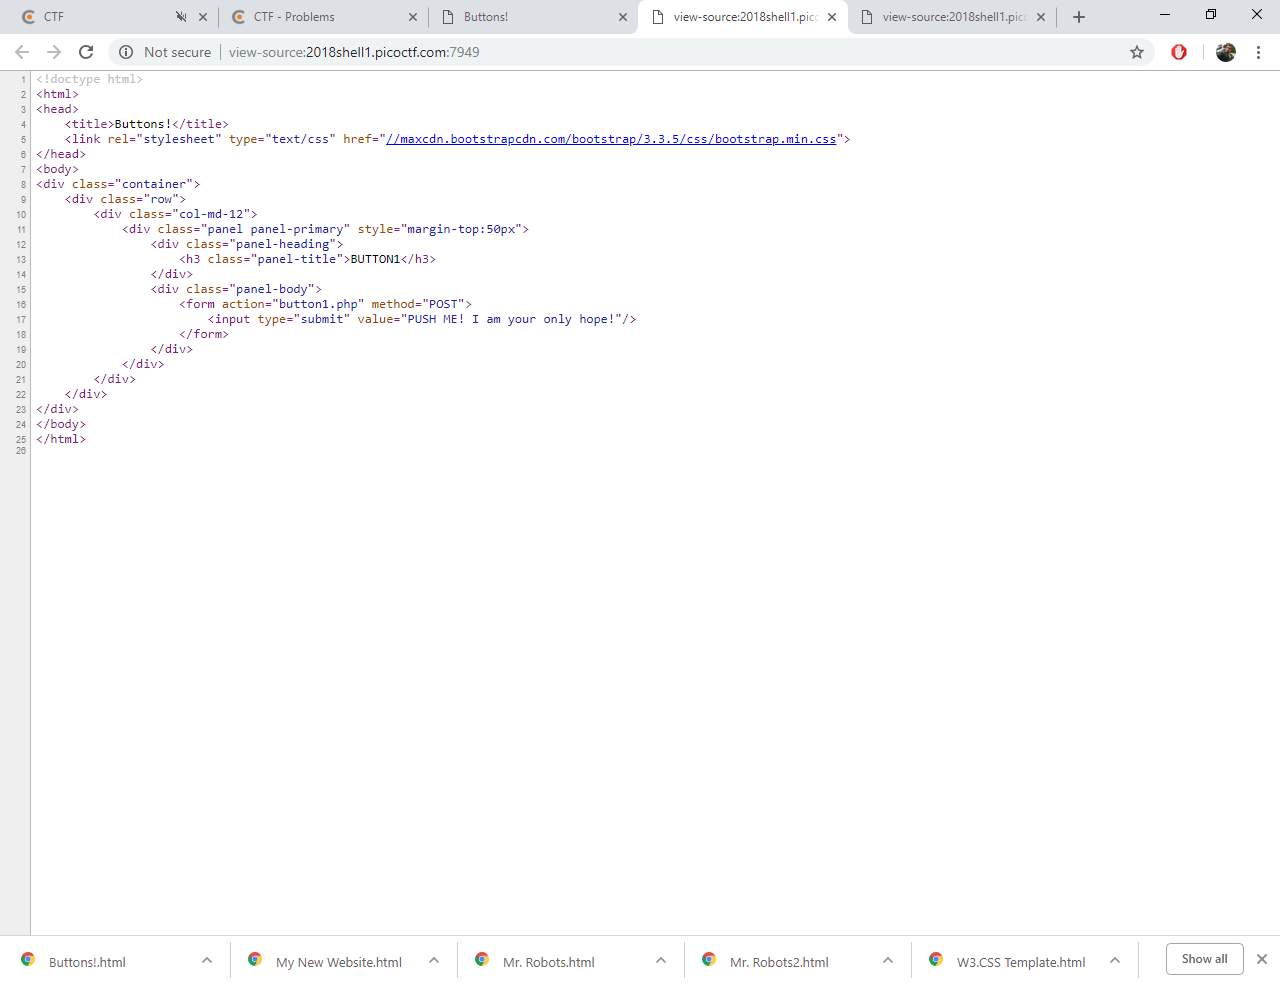 CTF
CTF - Problems
Buttons!
view-source:2018shell1.pico
view-source:2018shell1.pico
Not secure
view-source:2018shell1.picoctf.com:7949
1 <!doctype html>
2 <html>
3 <head>
4 <title>Buttons!</title>
5 <link rel="stylesheet" type="text/css" href="//maxcdn.bootstrapcdn.com/bootstrap/3.3.5/css/bootstrap.min.css">
6 </head>
7 <body>
8 <div class="container">
9 <div class="row">
10 <div class="col-md-12">
11 <div class="panel panel-primary" style="margin-top:50px">
12 <div class="panel-heading">
13 <h3 class="panel-title">BUTTON1</h3>
14 </div>
15 <div class="panel-body">
16 <form action="button1.php" method="POST">
17 <input type="submit" value="PUSH ME! I am your only hope!"/>
18 </form>
19 </div>
20 </div>
21 </div>
22 </div>
23 </div>
24 </body>
25 </html>
26
Buttons!.html
My New Website.html
Mr. Robots.html
Mr. Robots2.html
W3.CSS Template.html
Show all